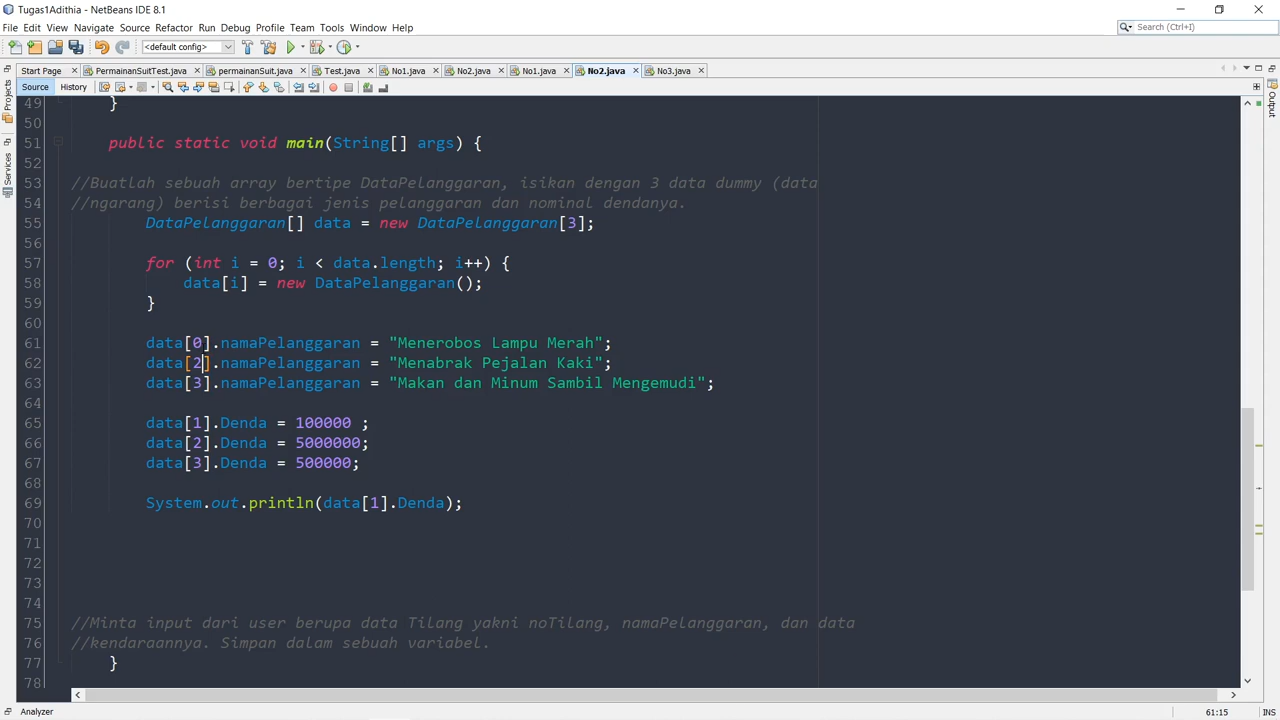 Tugas1Adithia - NetBeans IDE 8.1
File Edit View Navigate Source Refactor Run Debug Profile Team Tools Window Help
Search (Ctrl+I)
<default config>
Start Page PermainanSuitTest.java permainanSuit.java Test.java No1.java No2.java No1.java No2.java No3.java
Source History
Projects
Services
Output
49 }
50
51 public static void main(String[] args) {
52
53 //Buatlah sebuah array bertipe DataPelanggaran, isikan dengan 3 data dummy (data
54 //ngarang) berisi berbagai jenis pelanggaran dan nominal dendanya.
55 DataPelanggaran[] data = new DataPelanggaran[3];
56
57 for (int i = 0; i < data.length; i++) {
58 data[i] = new DataPelanggaran();
59 }
60
61 data[0].namaPelanggaran = "Menerobos Lampu Merah";
62 data[2].namaPelanggaran = "Menabrak Pejalan Kaki";
63 data[3].namaPelanggaran = "Makan dan Minum Sambil Mengemudi";
64
65 data[1].Denda = 100000 ;
66 data[2].Denda = 5000000;
67 data[3].Denda = 500000;
68
69 System.out.println(data[1].Denda);
70
71
72
73
74
75 //Minta input dari user berupa data Tilang yakni noTilang, namaPelanggaran, dan data
76 //kendaraannya. Simpan dalam sebuah variabel.
77 }
78
Analyzer
61:15 INS